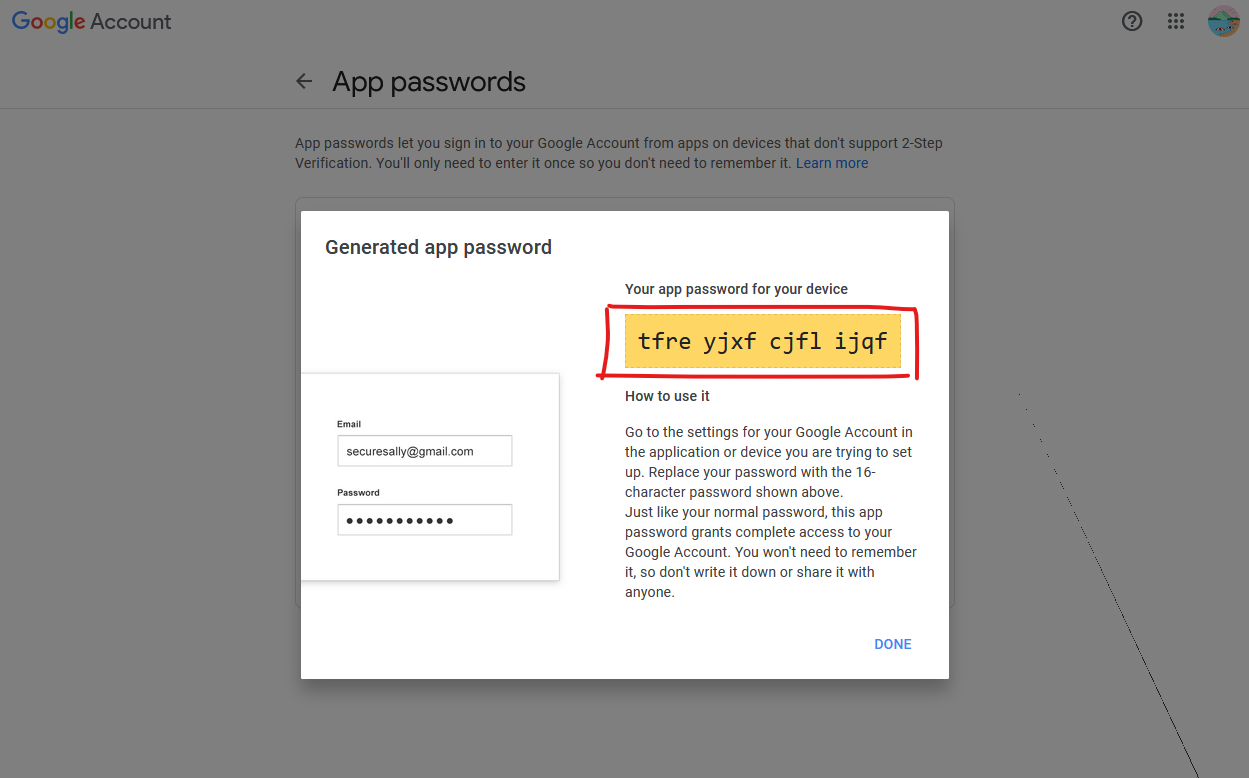 Google Account
App passwords
App passwords let you sign in to your Google Account from apps on devices that don't support 2-Step
Verification. You'll only need to enter it once so you don't need to remember it. Learn more
Generated app password
Your app password for your device
tfre yjxf cjfl ijqf
Email
securesally@gmail.com
Password
How to use it
Go to the settings for your Google Account in
the application or device you are trying to set
up. Replace your password with the 16-
character password shown above.
Just like your normal password, this app
password grants complete access to your
Google Account. You won't need to remember
it, so don't write it down or share it with
anyone.
DONE